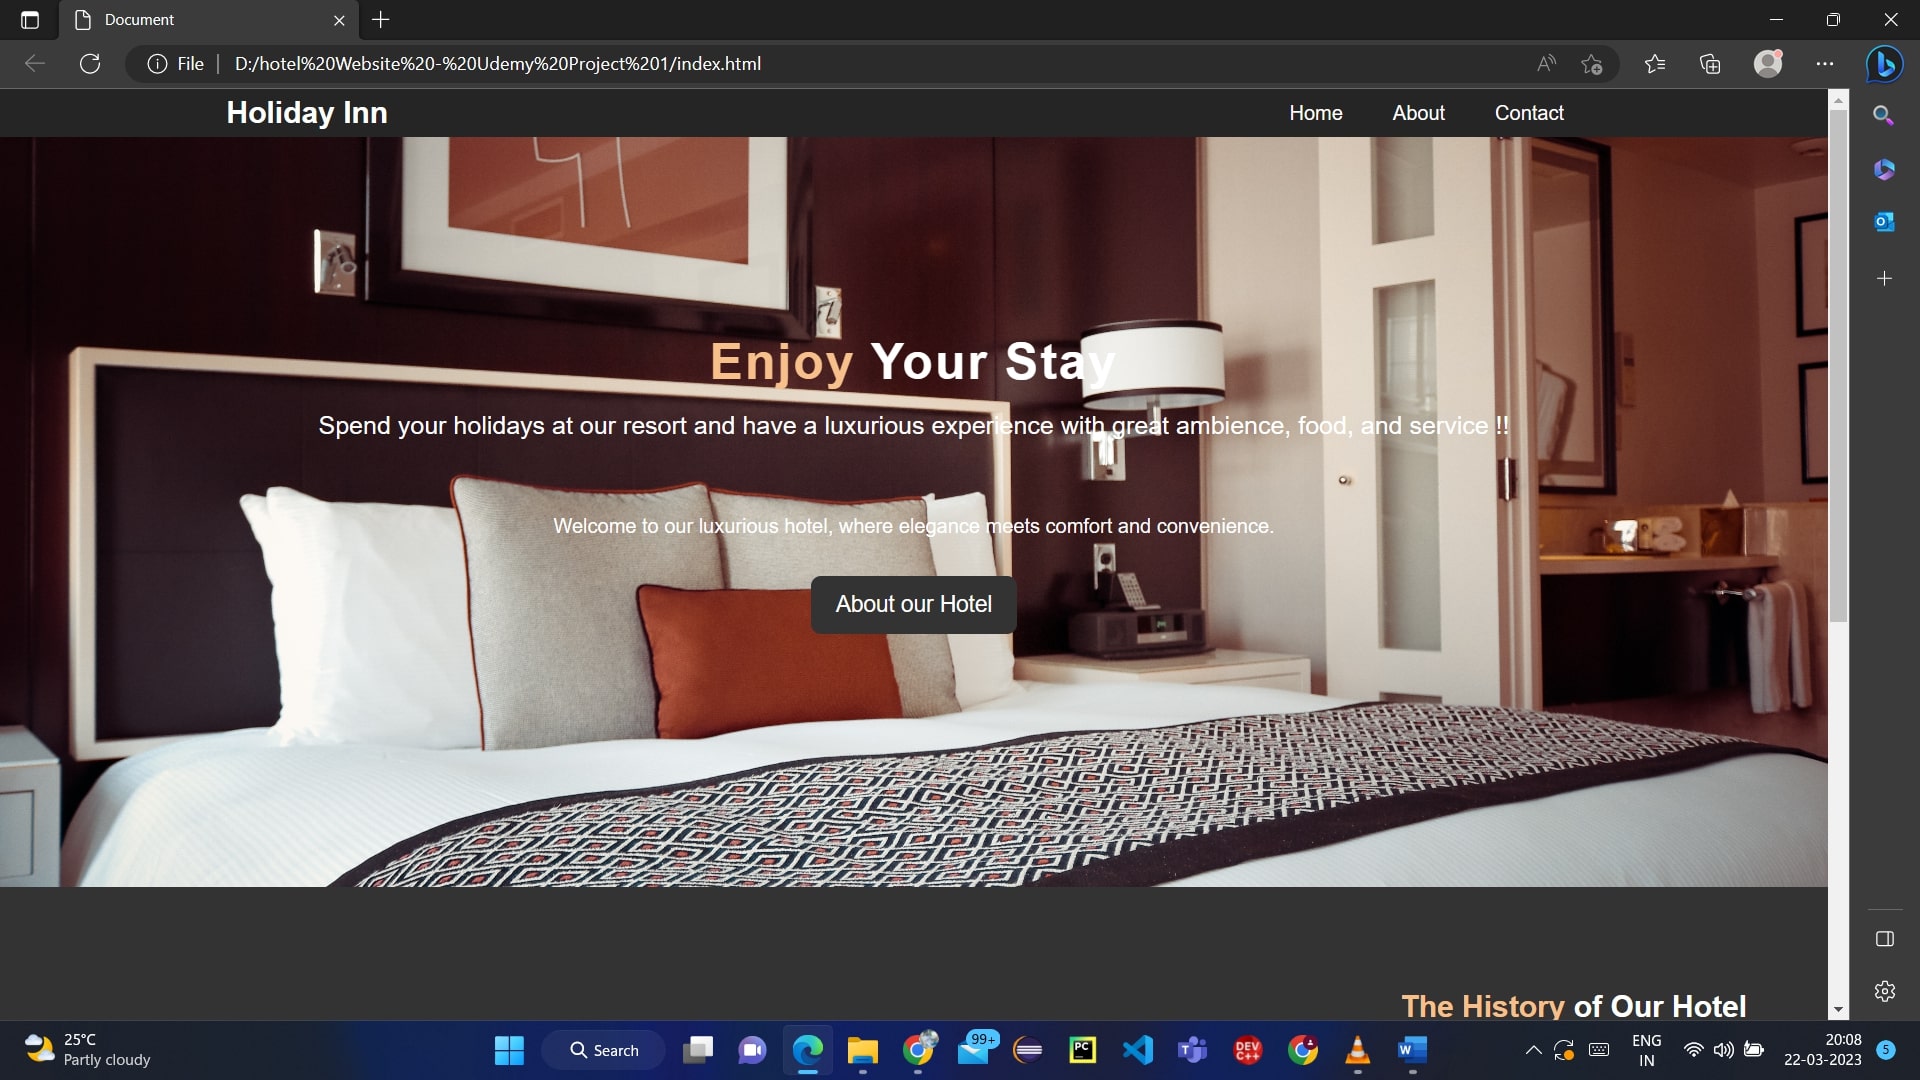 Document
File
D:/hotel%20Website%20-%20Udemy%20Project%201/index.html
Holiday Inn
Home About Contact
Enjoy Your Stay
Spend your holidays at our resort and have a luxurious experience with great ambience, food, and service !!
Welcome to our luxurious hotel, where elegance meets comfort and convenience.
About our Hotel
The History of Our Hotel
25°C
Partly cloudy
Search
99+
PC
DEV
C++
ENG
IN
20:08
22-03-2023
5